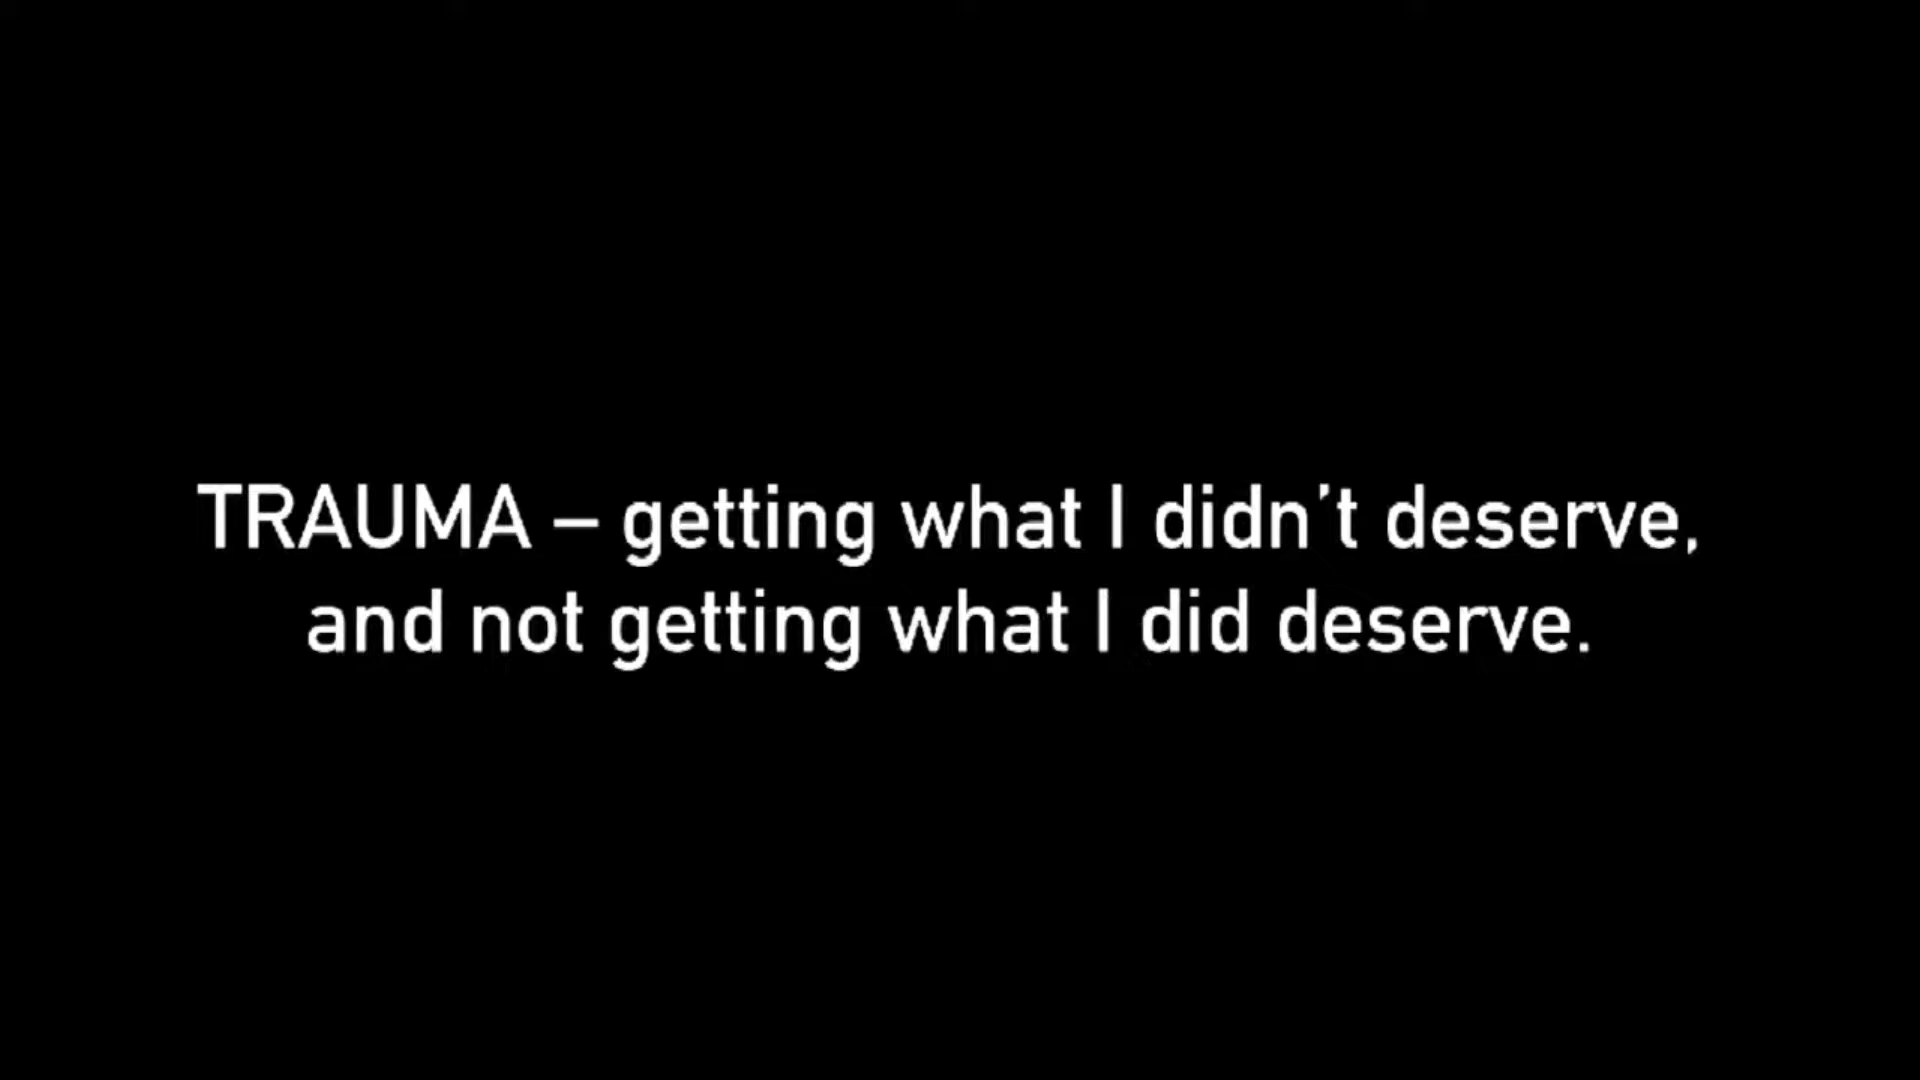 TRAUMA – getting what I didn’t deserve,
and not getting what I did deserve.